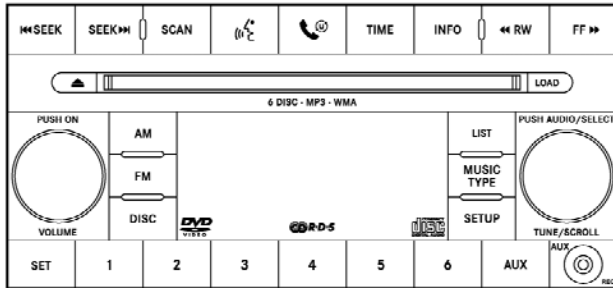 SEEK SEEK SCAN TIME INFO RW FF
LOAD
6 DISC - MP3 - WMA
PUSH ON
AM
LIST
PUSH AUDIO/SELECT
FM
MUSIC
TYPE
DISC
SETUP
VOLUME
DVD
VIDEO
R·D·S
disc
TUNE/SCROLL
SET 1 2 3 4 5 6 AUX
AUX